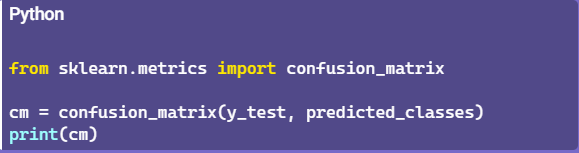 Python
from sklearn.metrics import confusion_matrix
cm = confusion_matrix(y_test, predicted_classes)
print(cm)